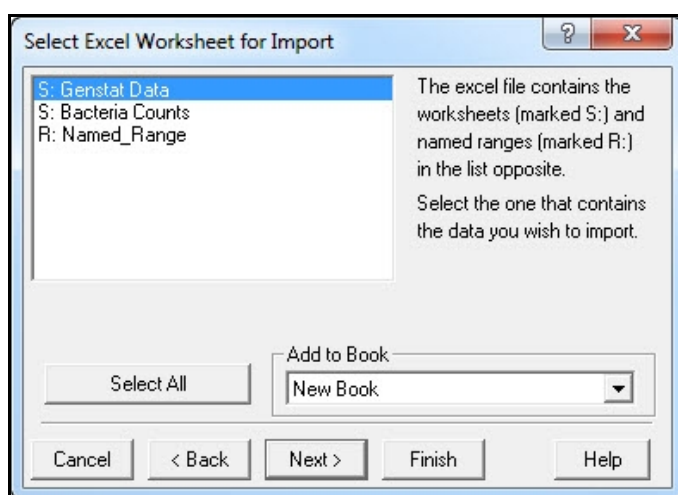 Select Excel Worksheet for Import
S: Genstat Data
S: Bacteria Counts
R: Named_Range
The excel file contains the
worksheets (marked S:) and
named ranges (marked R:)
in the list opposite.
Select the one that contains
the data you wish to import.
Select All
Add to Book
New Book
Cancel
< Back
Next >
Finish
Help